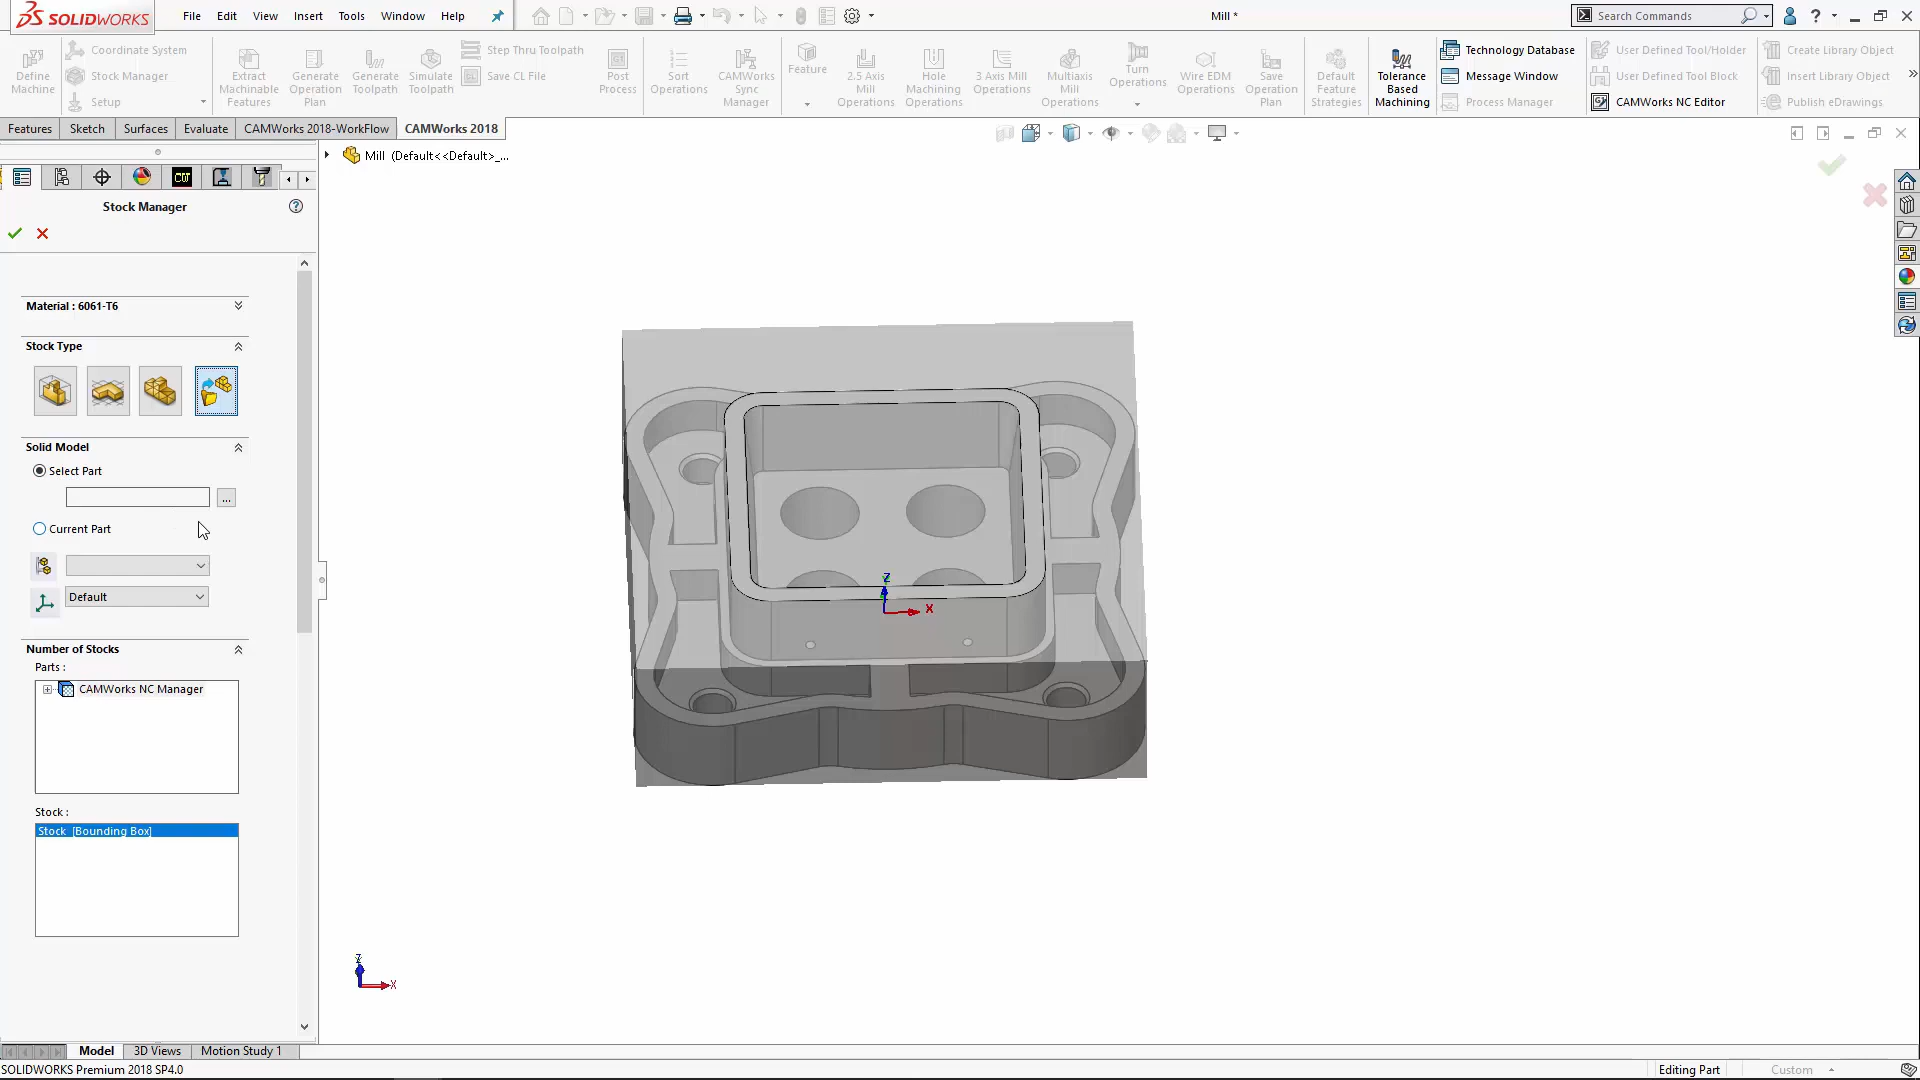 SOLIDWORKS
File Edit View Insert Tools Window Help
Mill *
Search Commands
Define Machine
Coordinate System
Stock Manager
Setup
Extract Machinable Features
Generate Operation Plan
Generate Toolpath
Simulate Toolpath
Step Thru Toolpath
Save CL File
Post Process
Sort Operations
CAMWorks Sync Manager
Feature
2.5 Axis Mill Operations
Hole Machining Operations
3 Axis Mill Operations
Multiaxis Mill Operations
Turn Operations
Wire EDM Operations
Save Operation Plan
Default Feature Strategies
Tolerance Based Machining
Technology Database
Message Window
Process Manager
User Defined Tool/Holder
User Defined Tool Block
CAMWorks NC Editor
Create Library Object
Insert Library Object
Publish eDrawings
Features Sketch Surfaces Evaluate CAMWorks 2018-WorkFlow CAMWorks 2018
Mill (Default<<Default>_...
Stock Manager
Material : 6061-T6
Stock Type
Solid Model
Select Part
...
Current Part
Default
Number of Stocks
Parts :
CAMWorks NC Manager
Stock :
Stock [Bounding Box]
Z
X
Z
X
Model 3D Views Motion Study 1
SOLIDWORKS Premium 2018 SP4.0
Editing Part
Custom